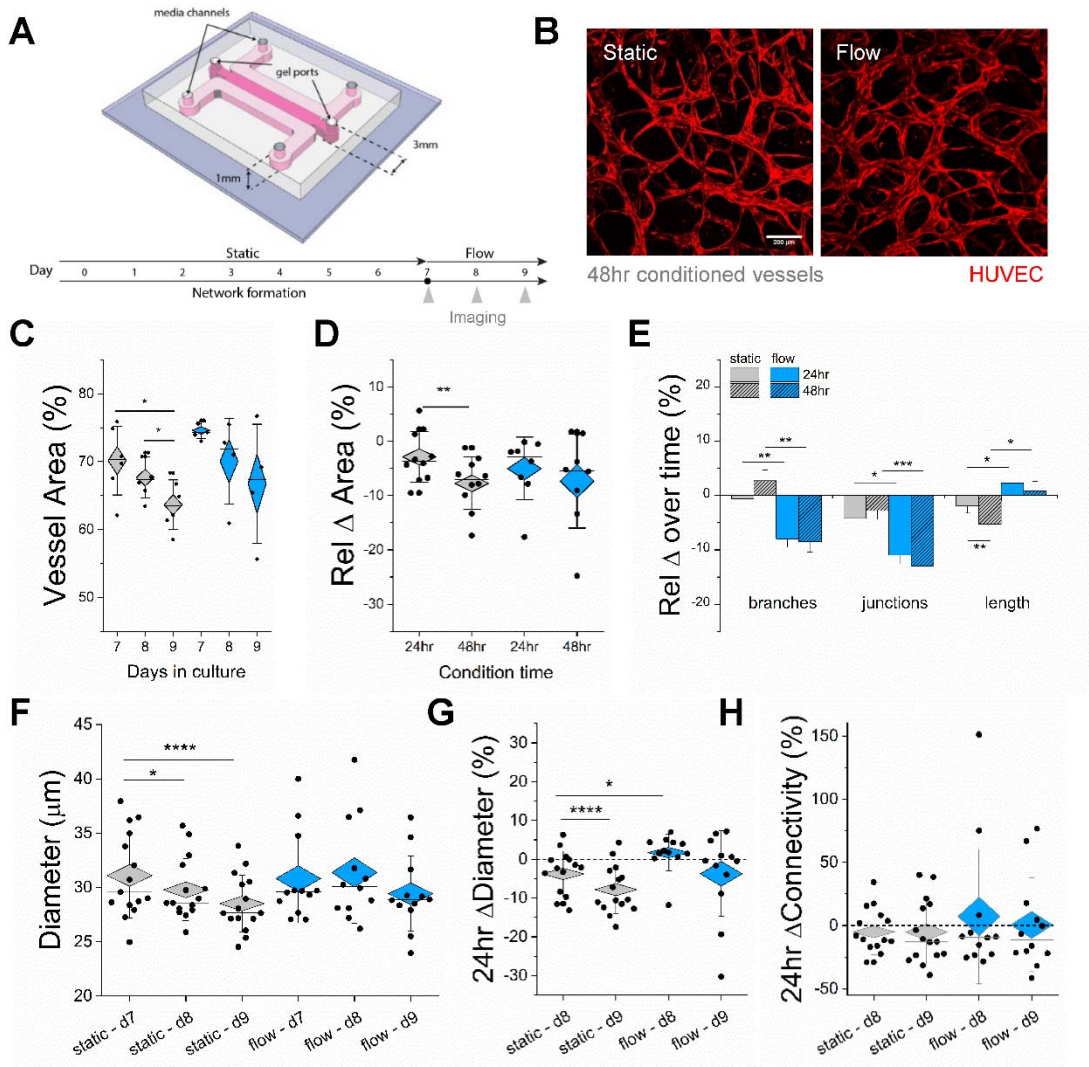 A
media channels
gel ports
3mm
1mm
Static
Flow
Day
0 1 2 3 4 5 6 7 8 9
Network formation
Imaging
B
Static
Flow
200 μm
48hr conditioned vessels
HUVEC
C
Vessel Area (%)
80
70
60
50
*
*
7 8 9 7 8 9
Days in culture
D
Rel Δ Area (%)
10
0
-10
-20
-30
**
24hr 48hr 24hr 48hr
Condition time
E
Rel Δ over time (%)
20
10
0
-10
-20
static flow
24hr
48hr
**
**
*
***
*
*
**
branches
junctions
length
F
Diameter (μm)
45
40
35
30
25
20
****
*
static - d7
static - d8
static - d9
flow - d7
flow - d8
flow - d9
G
24hr ΔDiameter (%)
35
30
20
10
0
-10
-20
-30
*
****
static - d8
static - d9
flow - d8
flow - d9
H
24hr ΔConnectivity (%)
150
100
50
0
-50
static - d8
static - d9
flow - d8
flow - d9